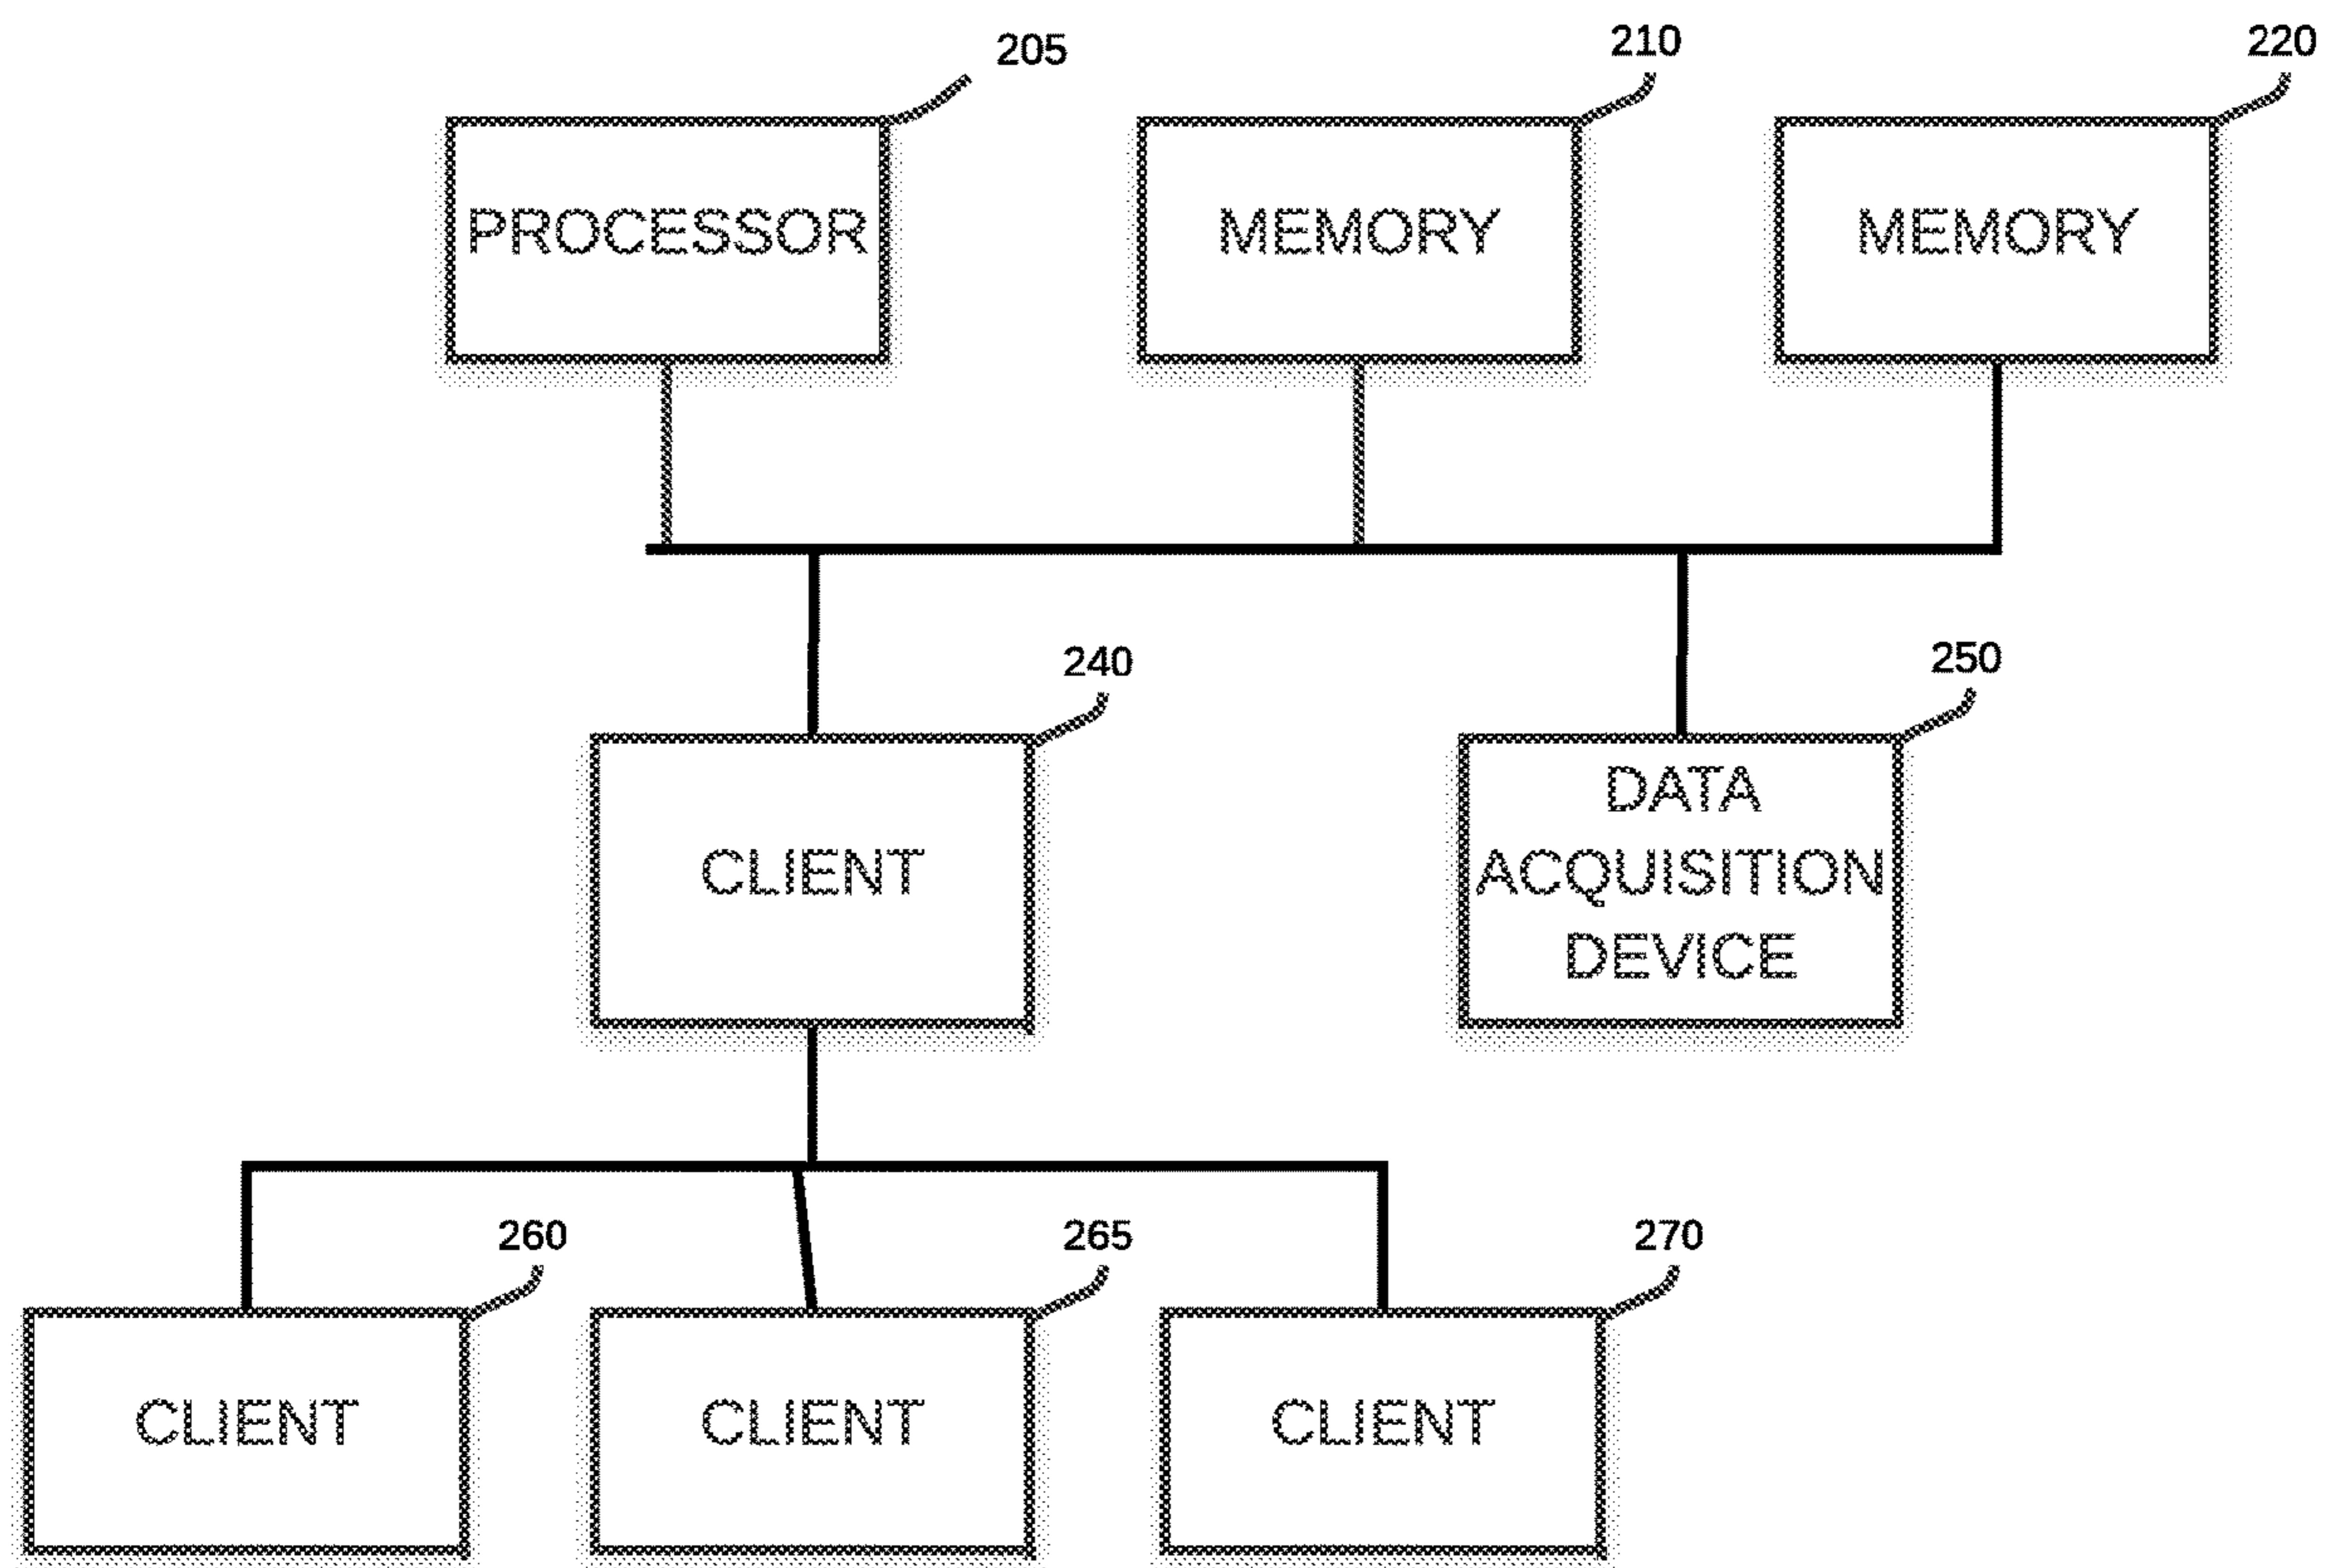 205
210
220
PROCESSOR
MEMORY
MEMORY
240
250
CLIENT
DATA
ACQUISITION
DEVICE
260
265
270
CLIENT
CLIENT
CLIENT